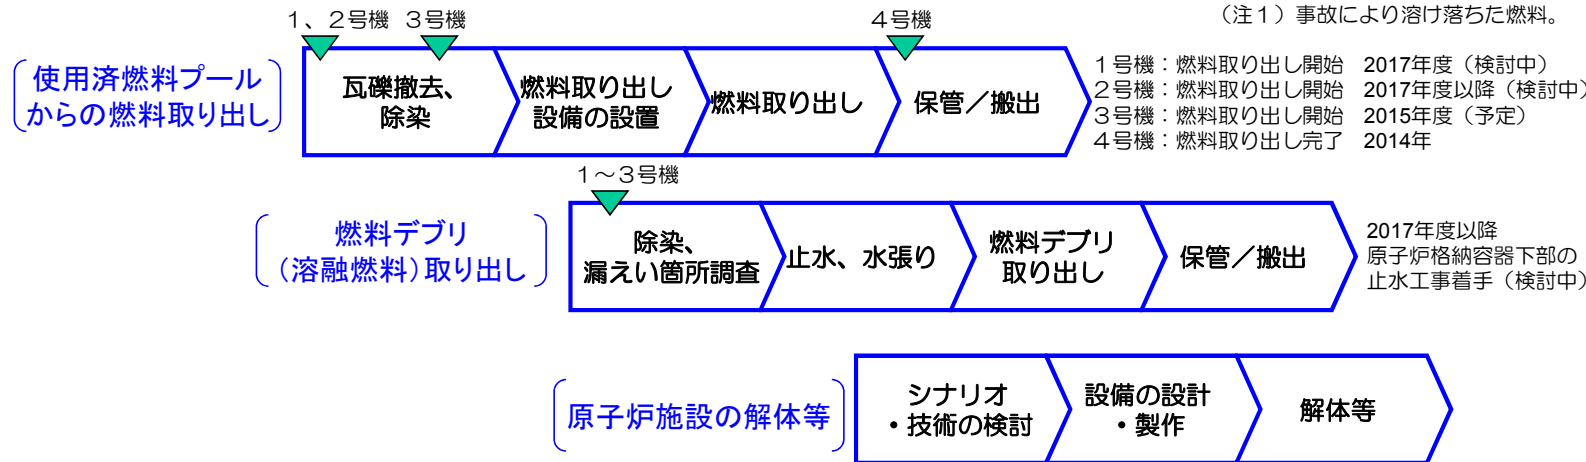 (注１)事故により溶け落ちた燃料。
１、２号機 ３号機
４号機
使用済燃料プール
からの燃料取り出し
瓦礫撤去、
除染
燃料取り出し
設備の設置
燃料取り出し
保管／搬出
１号機：燃料取り出し開始 2017年度（検討中）
２号機：燃料取り出し開始 2017年度以降（検討中）
３号機：燃料取り出し開始 2015年度（予定）
４号機：燃料取り出し完了 2014年
１～３号機
燃料デブリ
（溶融燃料）取り出し
除染、
漏えい箇所調査
止水、水張り
燃料デブリ
取り出し
保管／搬出
2017年度以降
原子炉格納容器下部の
止水工事着手（検討中）
原子炉施設の解体等
シナリオ
・技術の検討
設備の設計
・製作
解体等